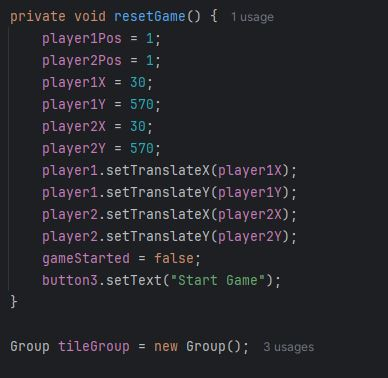 private void resetGame() { 1 usage
player1Pos = 1;
player2Pos = 1;
player1X = 30;
player1Y = 570;
player2X = 30;
player2Y = 570;
player1.setTranslateX(player1X);
player1.setTranslateY(player1Y);
player2.setTranslateX(player2X);
player2.setTranslateY(player2Y);
gameStarted = false;
button3.setText("Start Game");
}
Group tileGroup = new Group(); 3 usages